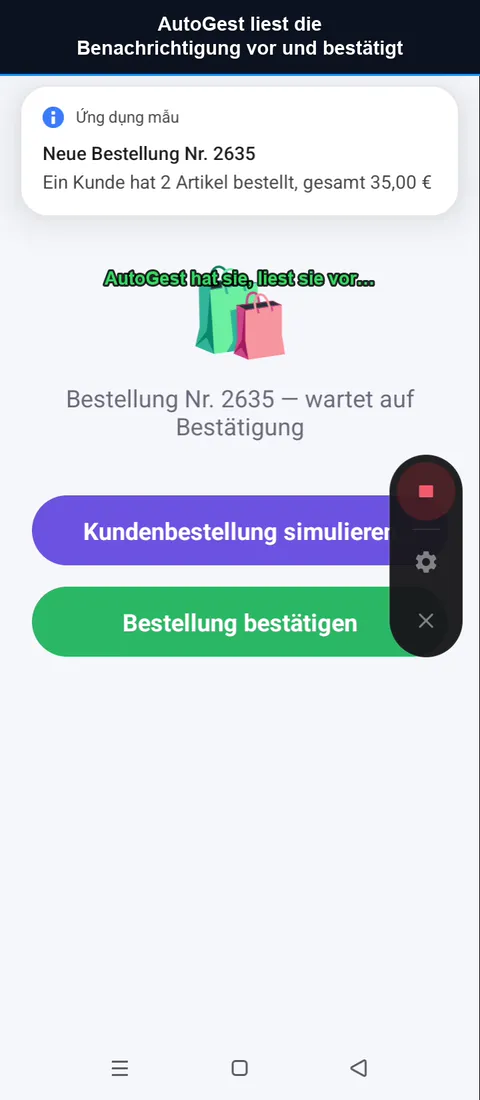 AutoGest liest die
Benachrichtigung vor und bestätigt
Ứng dụng mẫu
Neue Bestellung Nr. 2635
Ein Kunde hat 2 Artikel bestellt, gesamt 35,00 €
AutoGest hat sie, liest sie vor...
Bestellung Nr. 2635 — wartet auf
Bestätigung
Kundenbestellung simulieren
Bestellung bestätigen